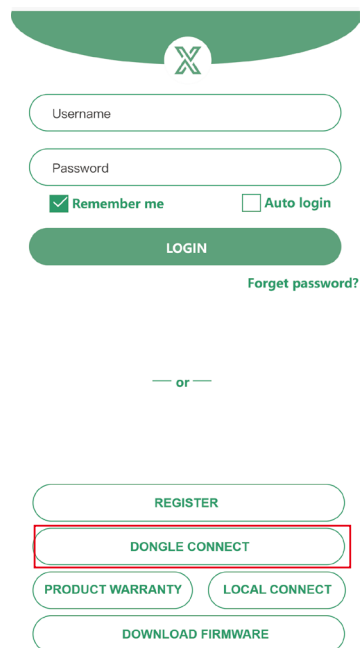 Username
Password
Remember me Auto login
LOGIN
Forget password?
or
REGISTER
DONGLE CONNECT
PRODUCT WARRANTY LOCAL CONNECT
DOWNLOAD FIRMWARE